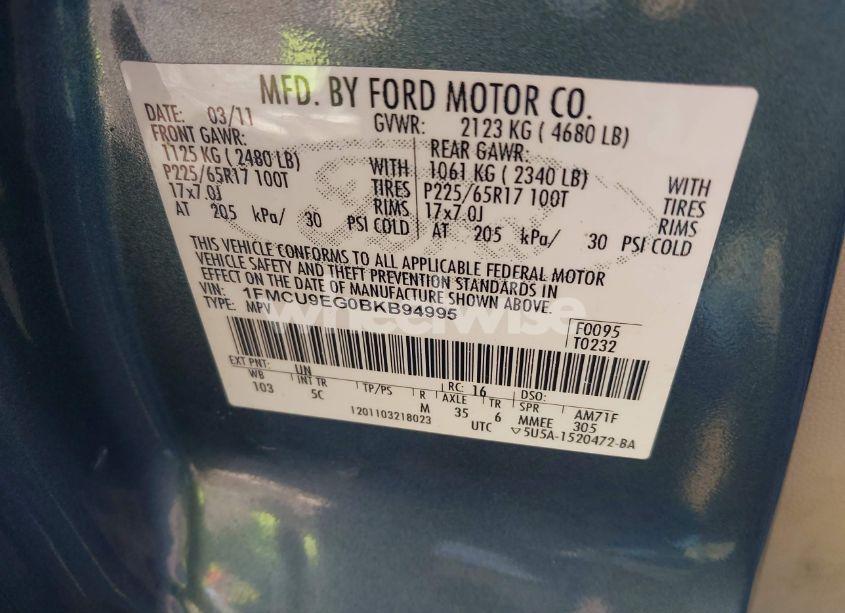 MFD. BY FORD MOTOR CO.
DATE: 03/11 GVWR: 2123 KG ( 4680 LB)
FRONT GAWR: REAR GAWR:
1125 KG ( 2480 LB) WITH 1061 KG ( 2340 LB) WITH
P225/65R17 100T TIRES P225/65R17 100T TIRES
17x7.0J RIMS 17x7.0J RIMS
AT 205 kPa/ 30 PSI COLD AT 205 kPa/ 30 PSI COLD
THIS VEHICLE CONFORMS TO ALL APPLICABLE FEDERAL MOTOR
VEHICLE SAFETY AND THEFT PREVENTION STANDARDS IN
EFFECT ON THE DATE OF MANUFACTURE SHOWN ABOVE.
VIN: 1FMCU9EG0BKB94995
TYPE: MPV
F0095
T0232
wheelwise
EXT PNT: UN RC: 16 DSO:
WB INT TR TP/PS R AXLE TR SPR AM71F
103 5C M 35 6 MMEE 305
1201103218023 UTC ▽5U5A-1520472-BA